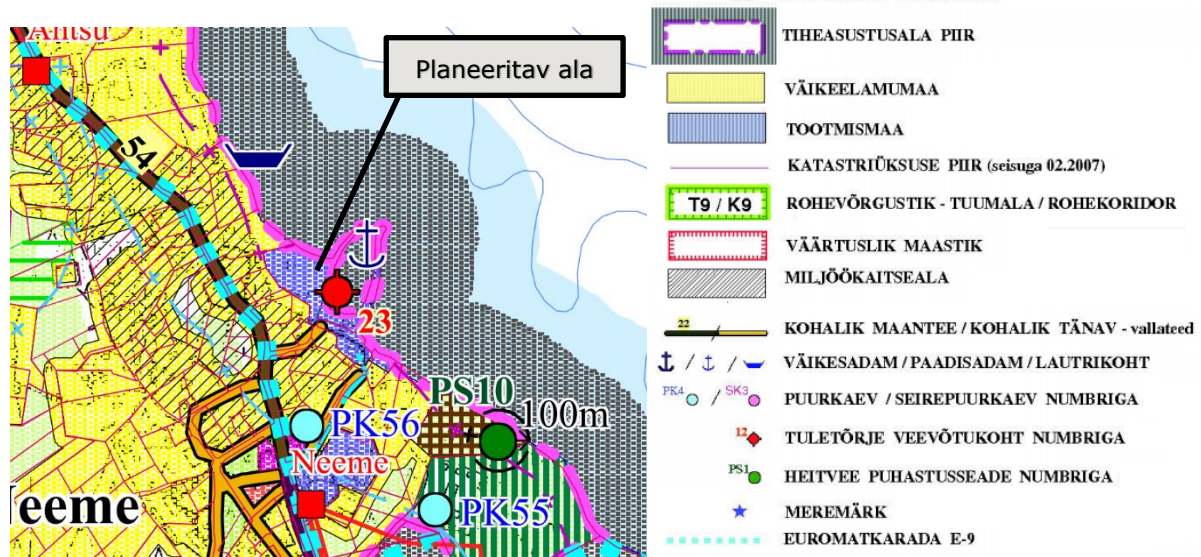 Antsu
Planeeritav ala
54
23
PS10
100m
PK56
Neeme
PK55
TIHEASUSTUSALA PIIR
VÄIKEELAMUMAA
TOOTMISMAA
KATASTRIÜKSUSE PIIR (seisuga 02.2007)
T9 / K9 ROHEVÕRGUSTIK - TUUMALA / ROHEKORIDOR
VÄÄRTUSLIK MAASTIK
MILJÖÖKAITSEALA
22 KOHALIK MAANTEE / KOHALIK TÄNAV - vallateed
/ / VÄIKESADAM / PAADISADAM / LAUTRIKOHT
PK4 / SK3 PUURKAEV / SEIREPUURKAEV NUMBRIGA
12 TULETÕRJE VEEVÕTUKOHT NUMBRIGA
PS1 HEITVEE PUHASTUSSEADE NUMBRIGA
MEREMÄRK
EUROMATKARADA E-9